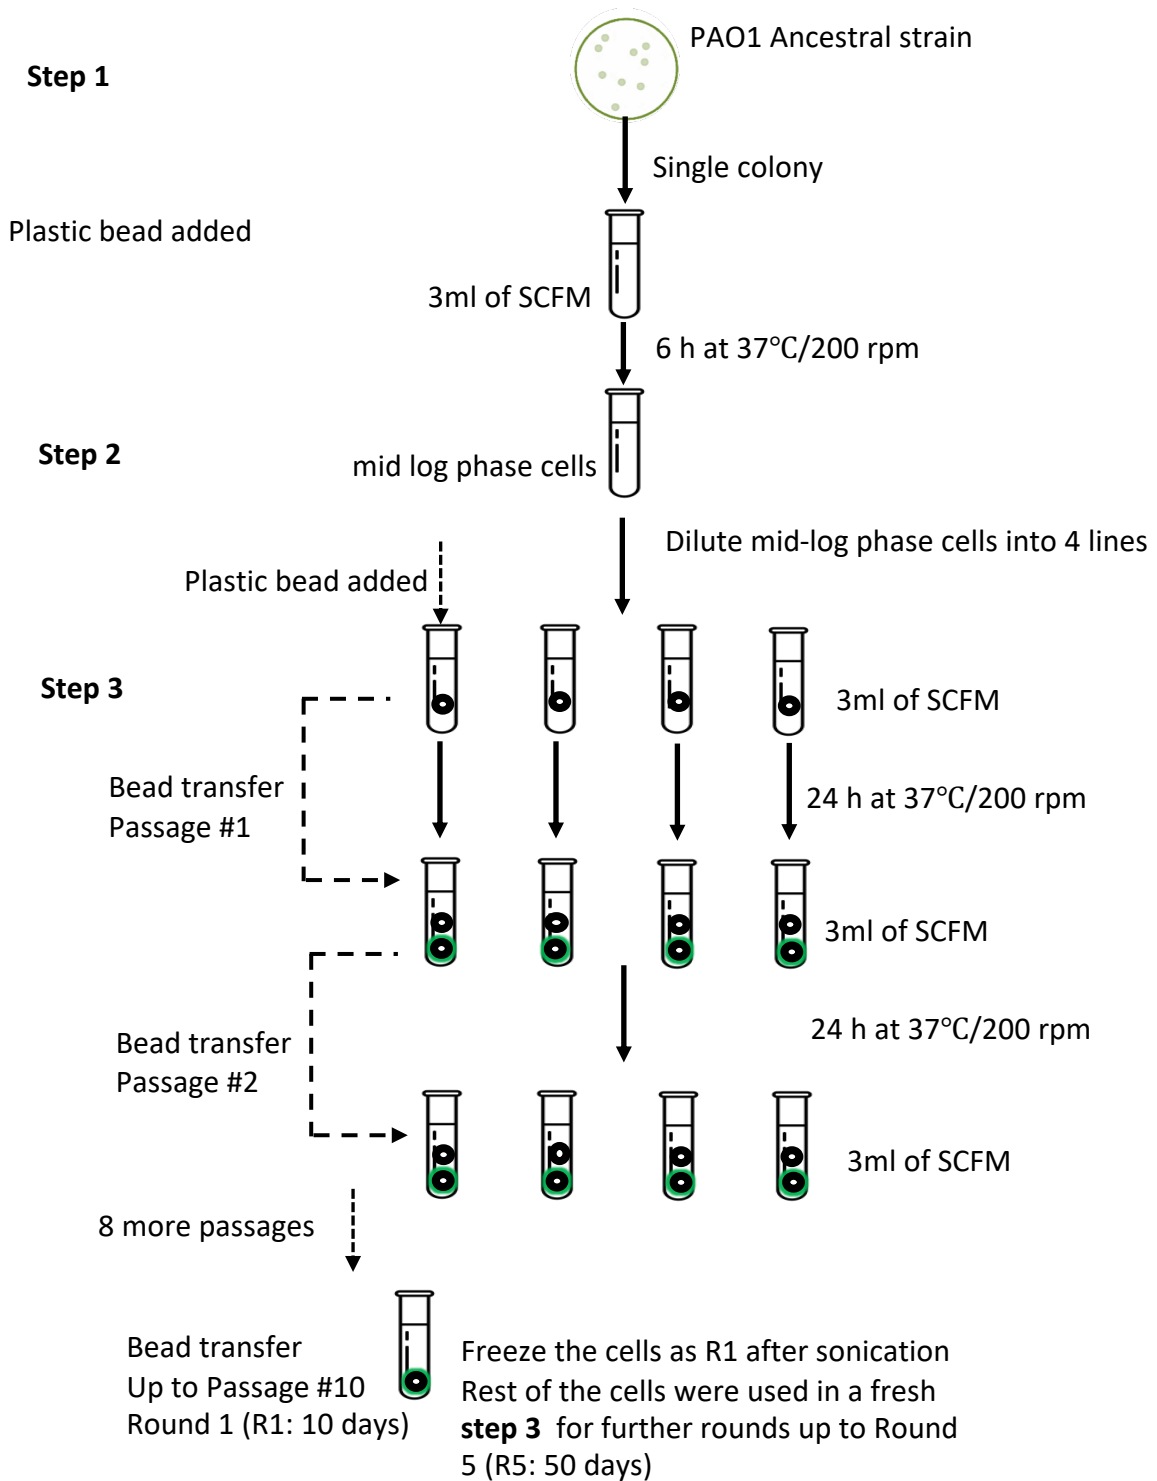 PAO1 Ancestral strain
Step 1
Single colony
Plastic bead added
3ml of SCFM
6 h at 37℃/200 rpm
Step 2
mid log phase cells
Dilute mid-log phase cells into 4 lines
Plastic bead added
Step 3
3ml of SCFM
Bead transfer
Passage #1
24 h at 37℃/200 rpm
3ml of SCFM
24 h at 37℃/200 rpm
Bead transfer
Passage #2
3ml of SCFM
8 more passages
Bead transfer
Up to Passage #10
Round 1 (R1: 10 days)
Freeze the cells as R1 after sonication
Rest of the cells were used in a fresh
step 3 for further rounds up to Round
5 (R5: 50 days)